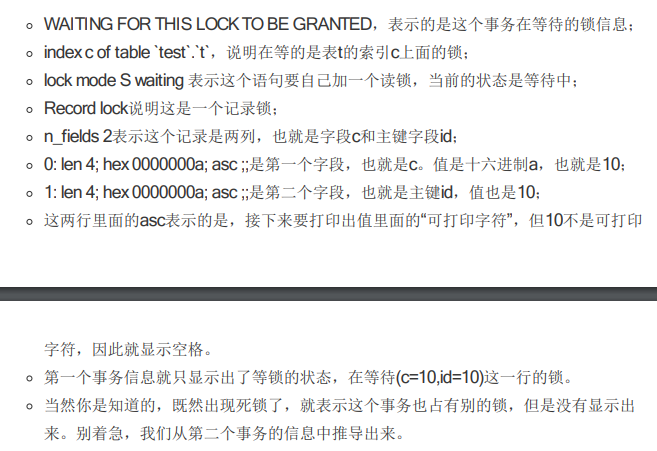 WAITING FOR THIS LOCK TO BE GRANTED，表示的是这个事务在等待的锁信息；
index c of table `test`.`t`，说明在等的是表t的索引c上面的锁；
lock mode S waiting 表示这个语句要自己加一个读锁，当前的状态是等待中；
Record lock说明这是一个记录锁；
n_fields 2表示这个记录是两列，也就是字段c和主键字段id；
0: len 4; hex 0000000a; asc ;;是第一个字段，也就是c。值是十六进制a，也就是10；
1: len 4; hex 0000000a; asc ;;是第二个字段，也就是主键id，值也是10；
这两行里面的asc表示的是，接下来要打印出值里面的“可打印字符”，但10不是可打印
字符，因此就显示空格。
第一个事务信息就只显示出了等锁的状态，在等待(c=10,id=10)这一行的锁。
当然你是知道的，既然出现死锁了，就表示这个事务也占有别的锁，但是没有显示出
来。别着急，我们从第二个事务的信息中推导出来。